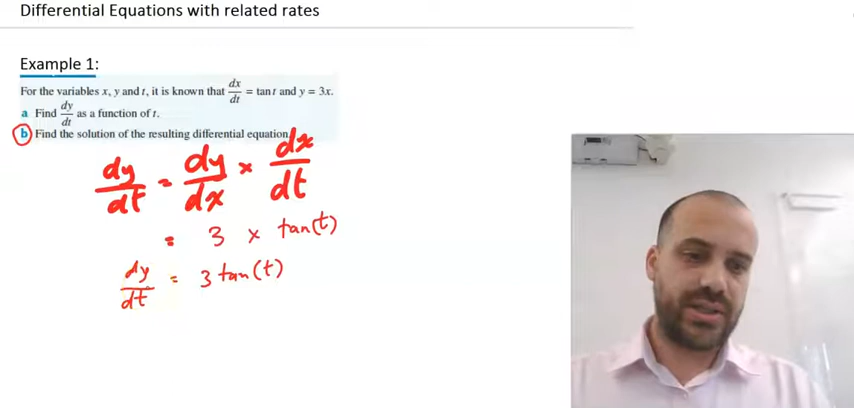 Differential Equations with related rates
Example 1:
For the variables x, y and t, it is known that dx/dt = tan t and y = 3x.
a Find dy/dt as a function of t.
b Find the solution of the resulting differential equation.
dy/dt = dy/dx × dx/dt
= 3 × tan(t)
dy/dt = 3 tan(t)